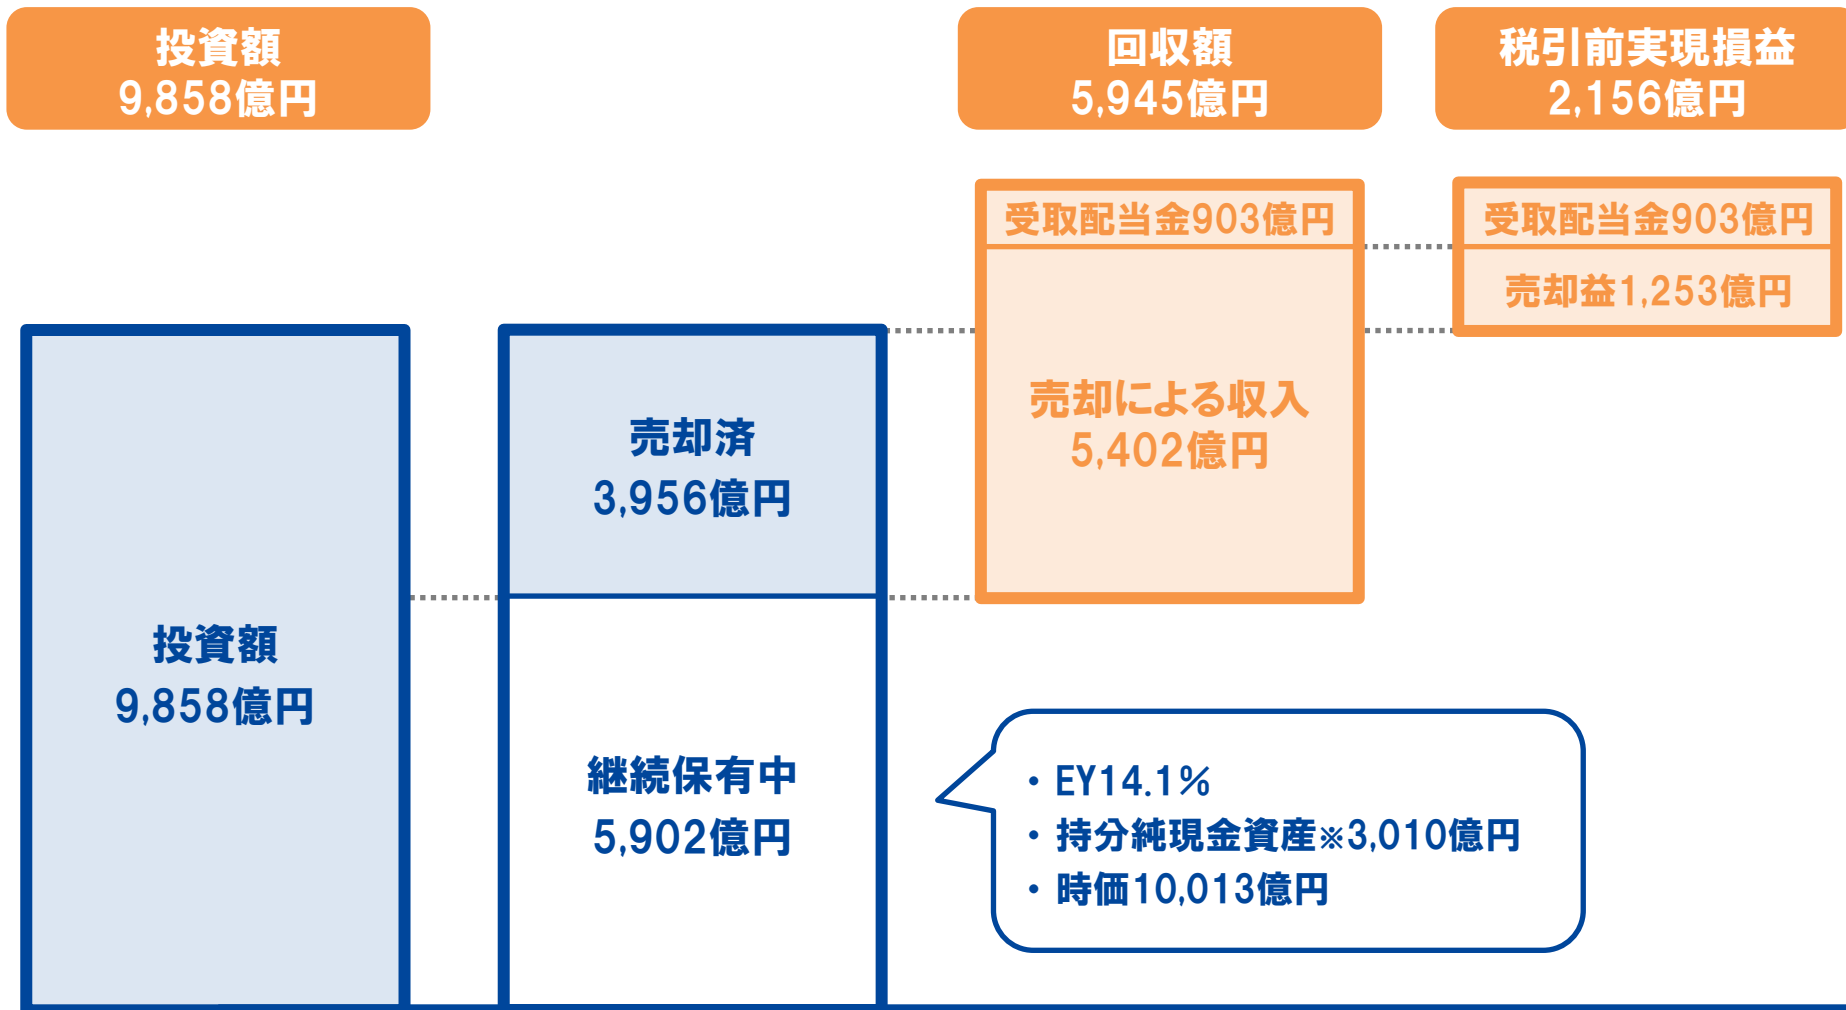 投資額
9,858億円
回収額
5,945億円
税引前実現損益
2,156億円
受取配当金903億円
受取配当金903億円
売却益1,253億円
売却による収入
5,402億円
売却済
3,956億円
投資額
9,858億円
継続保有中
5,902億円
・EY14.1%
・持分純現金資産※3,010億円
・時価10,013億円